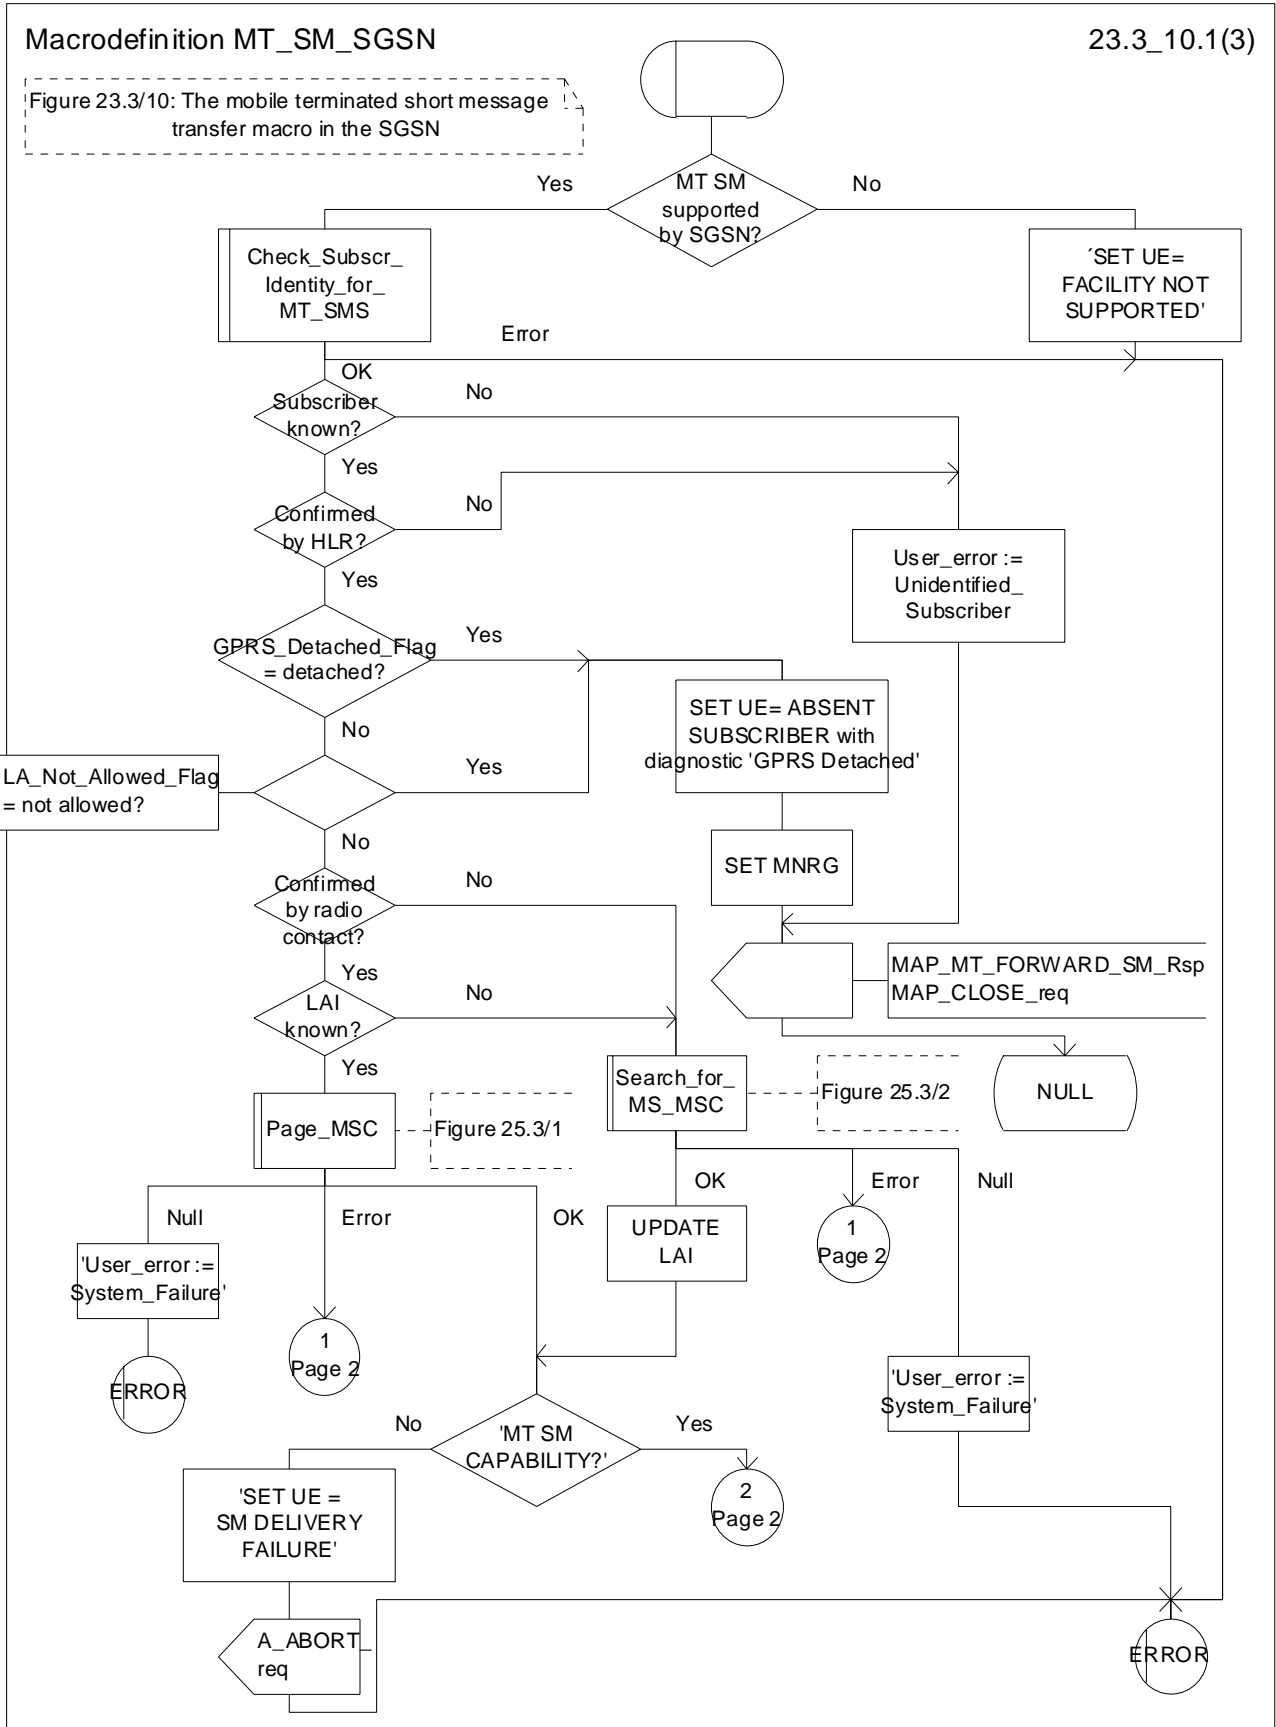 Macrodefinition MT_SM_SGSN
23.3_10.1(3)
Figure 23.3/10: The mobile terminated short message
transfer macro in the SGSN
Yes
MT SM
supported
by SGSN?
No
Check_Subscr_
Identity_for_
MT_SMS
´SET UE=
FACILITY NOT
SUPPORTED'
Error
OK
Subscriber
known?
No
Yes
Confirmed
by HLR?
No
User_error :=
Unidentified_
Subscriber
Yes
GPRS_Detached_Flag
= detached?
Yes
SET UE= ABSENT
SUBSCRIBER with
diagnostic 'GPRS Detached'
No
LA_Not_Allowed_Flag
= not allowed?
Yes
No
SET MNRG
Confirmed
by radio
contact?
No
MAP_MT_FORWARD_SM_Rsp
MAP_CLOSE_req
Yes
LAI
known?
No
Yes
Search_for_
MS_MSC
Figure 25.3/2
NULL
Page_MSC
Figure 25.3/1
OK
Error
Null
Null
Error
OK
UPDATE
LAI
1
Page 2
'User_error :=
System_Failure'
1
Page 2
ERROR
'User_error :=
System_Failure'
No
'MT SM
CAPABILITY?'
Yes
'SET UE =
SM DELIVERY
FAILURE'
2
Page 2
A_ABORT_
req
ERROR